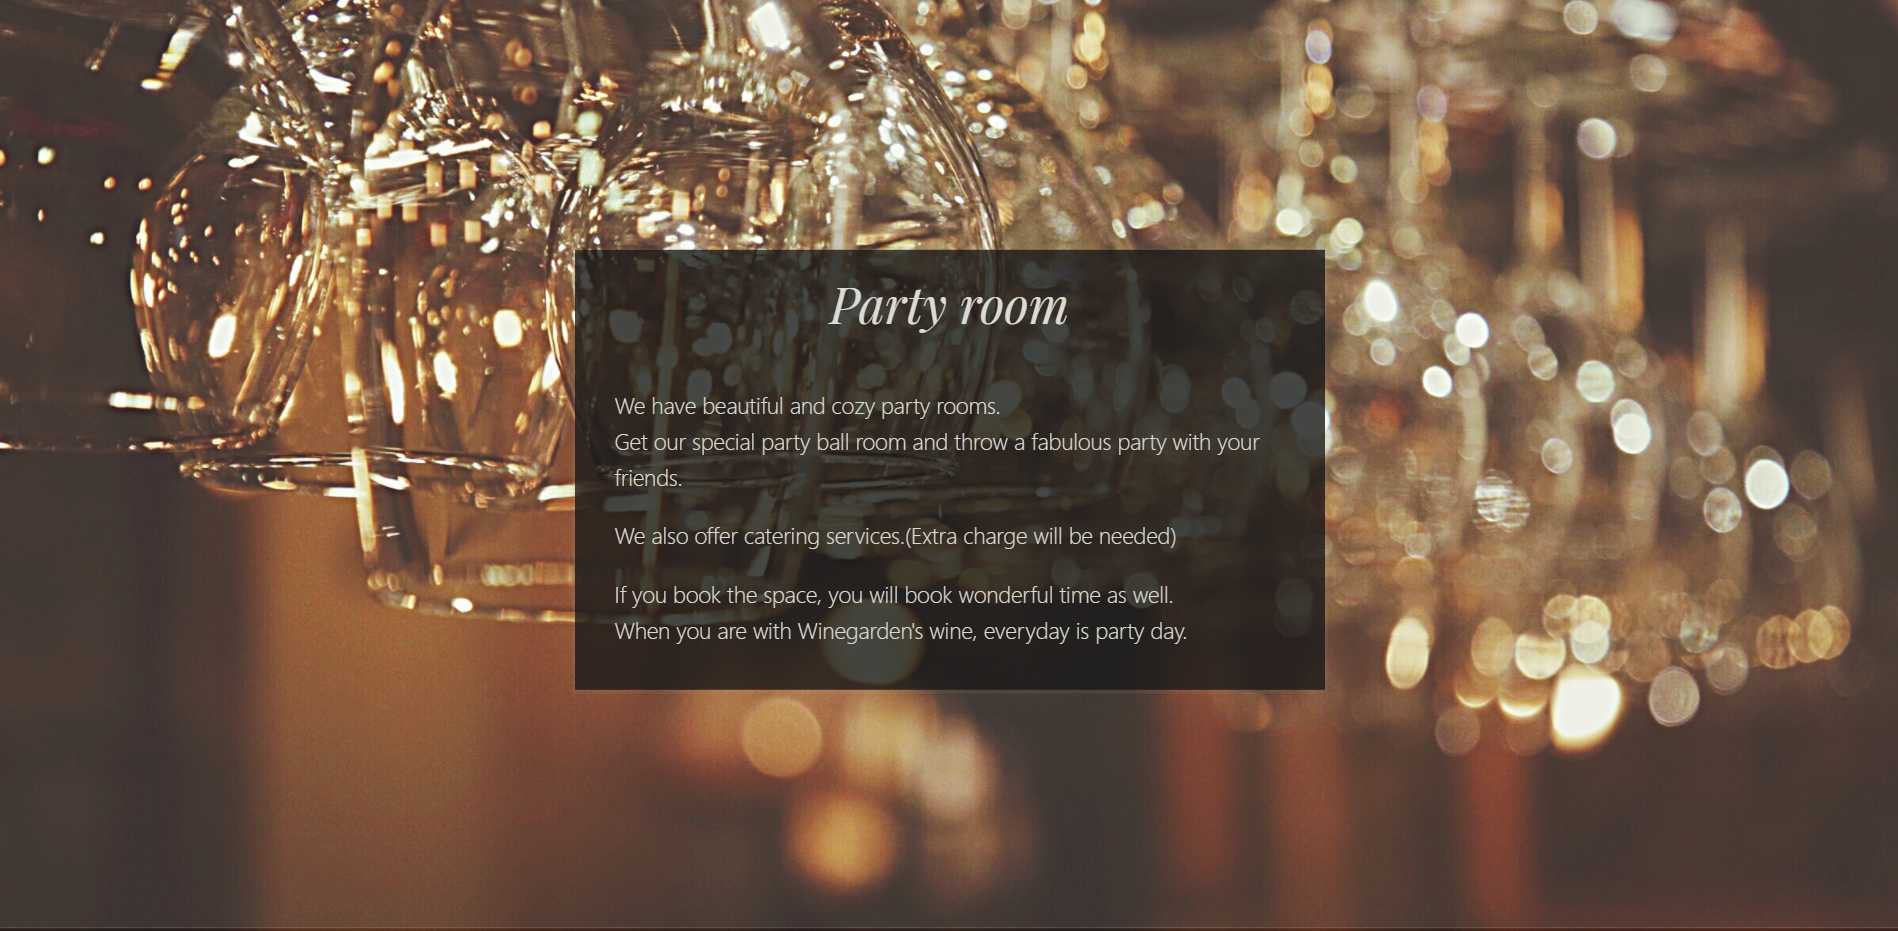 Party room
We have beautiful and cozy party rooms.
Get our special party ball room and throw a fabulous party with your
friends.
We also offer catering services.(Extra charge will be needed)
If you book the space, you will book wonderful time as well.
When you are with Winegarden's wine, everyday is party day.